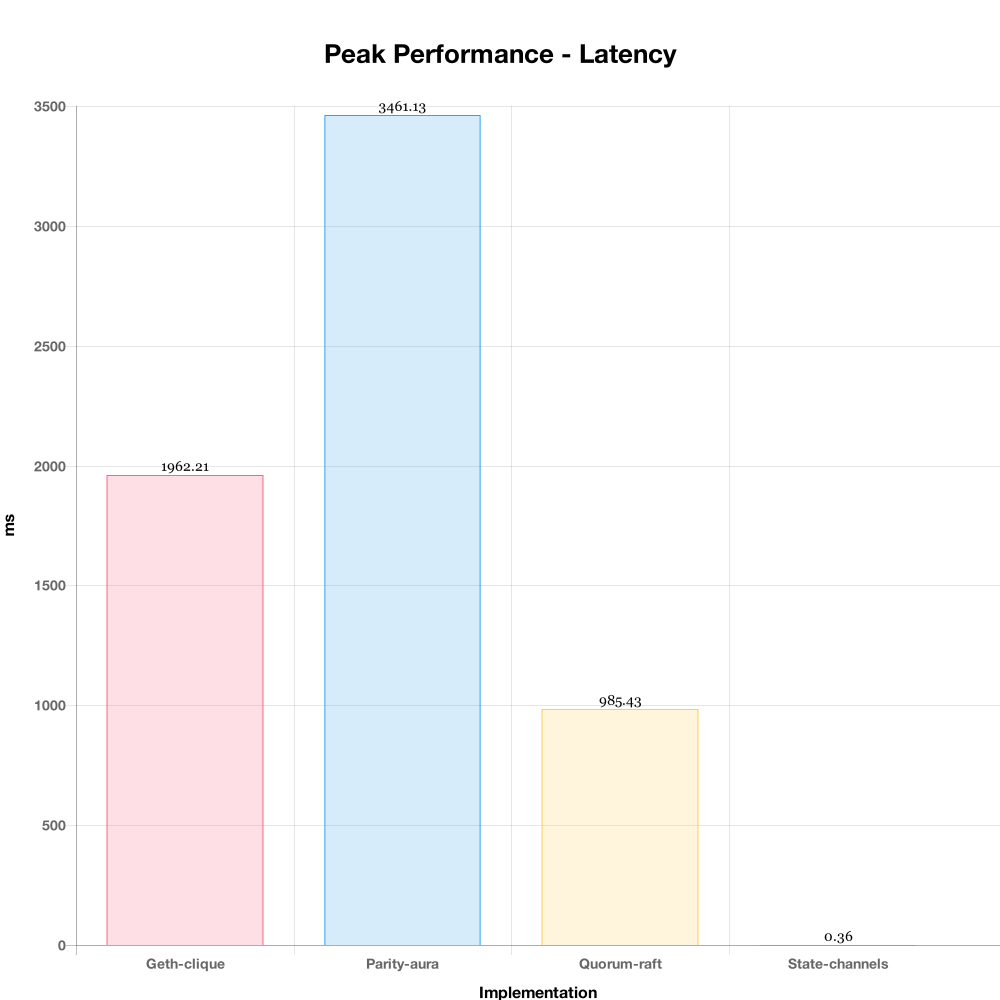 Peak Performance - Latency
3500
3461.13
3000
2500
2000
1962.21
1500
1000
985.43
500
0
0.36
ms
Geth-clique
Parity-aura
Quorum-raft
State-channels
Implementation